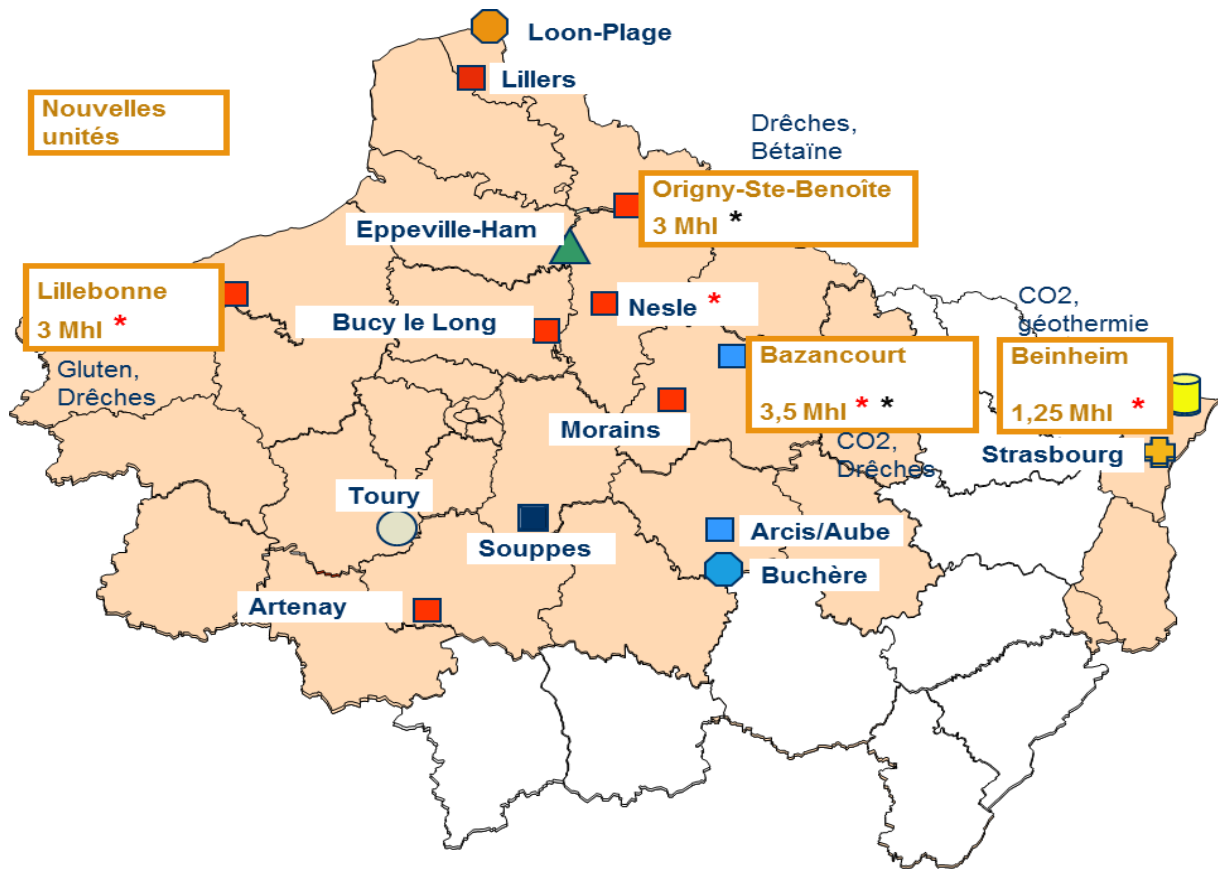 Loon-Plage
Lillers
Nouvelles
unités
Drêches,
Bétaïne
Origny-Ste-Benoîte
3 Mhl *
Eppeville-Ham
Lillebonne
3 Mhl *
Gluten,
Drêches
Nesle *
Bucy le Long
CO2,
géothermie
Bazancourt
3,5 Mhl * *
CO2,
Drêches
Beinheim
1,25 Mhl *
Morains
Strasbourg
Toury
Souppes
Arcis/Aube
Buchère
Artenay